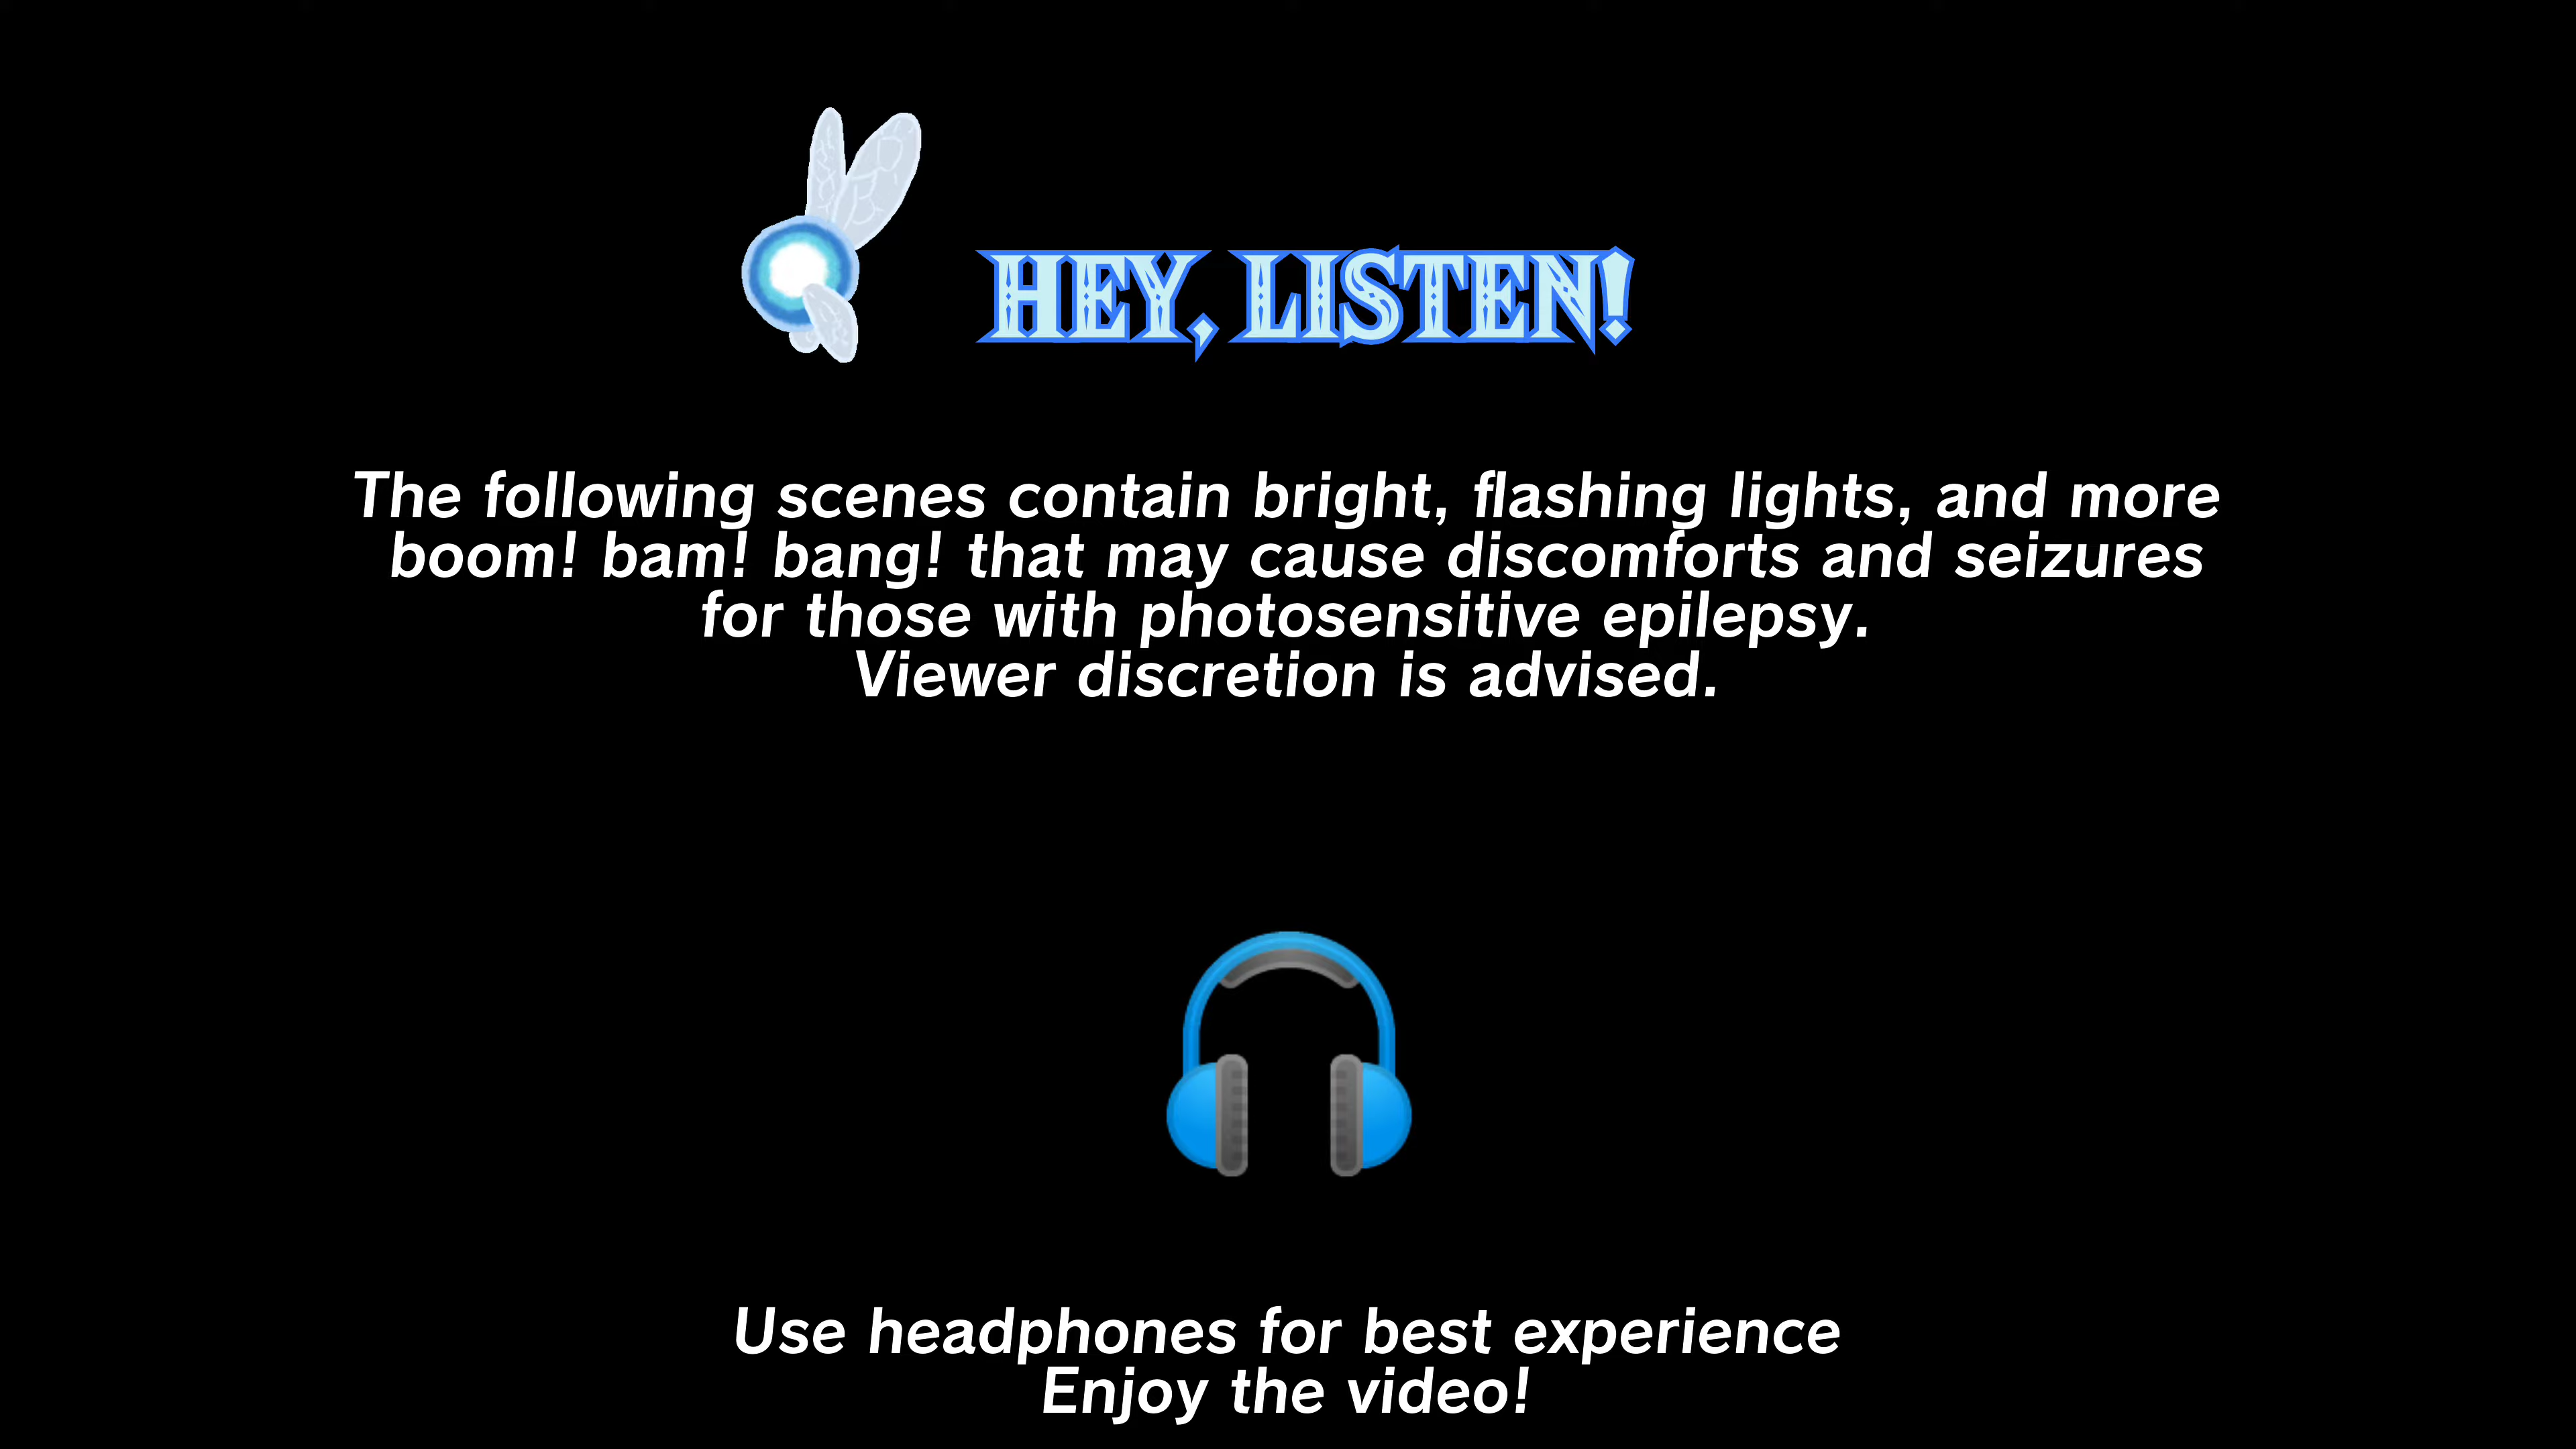 HEY, LISTEN!
The following scenes contain bright, flashing lights, and more
boom! bam! bang! that may cause discomforts and seizures
for those with photosensitive epilepsy.
Viewer discretion is advised.
Use headphones for best experience
Enjoy the video!